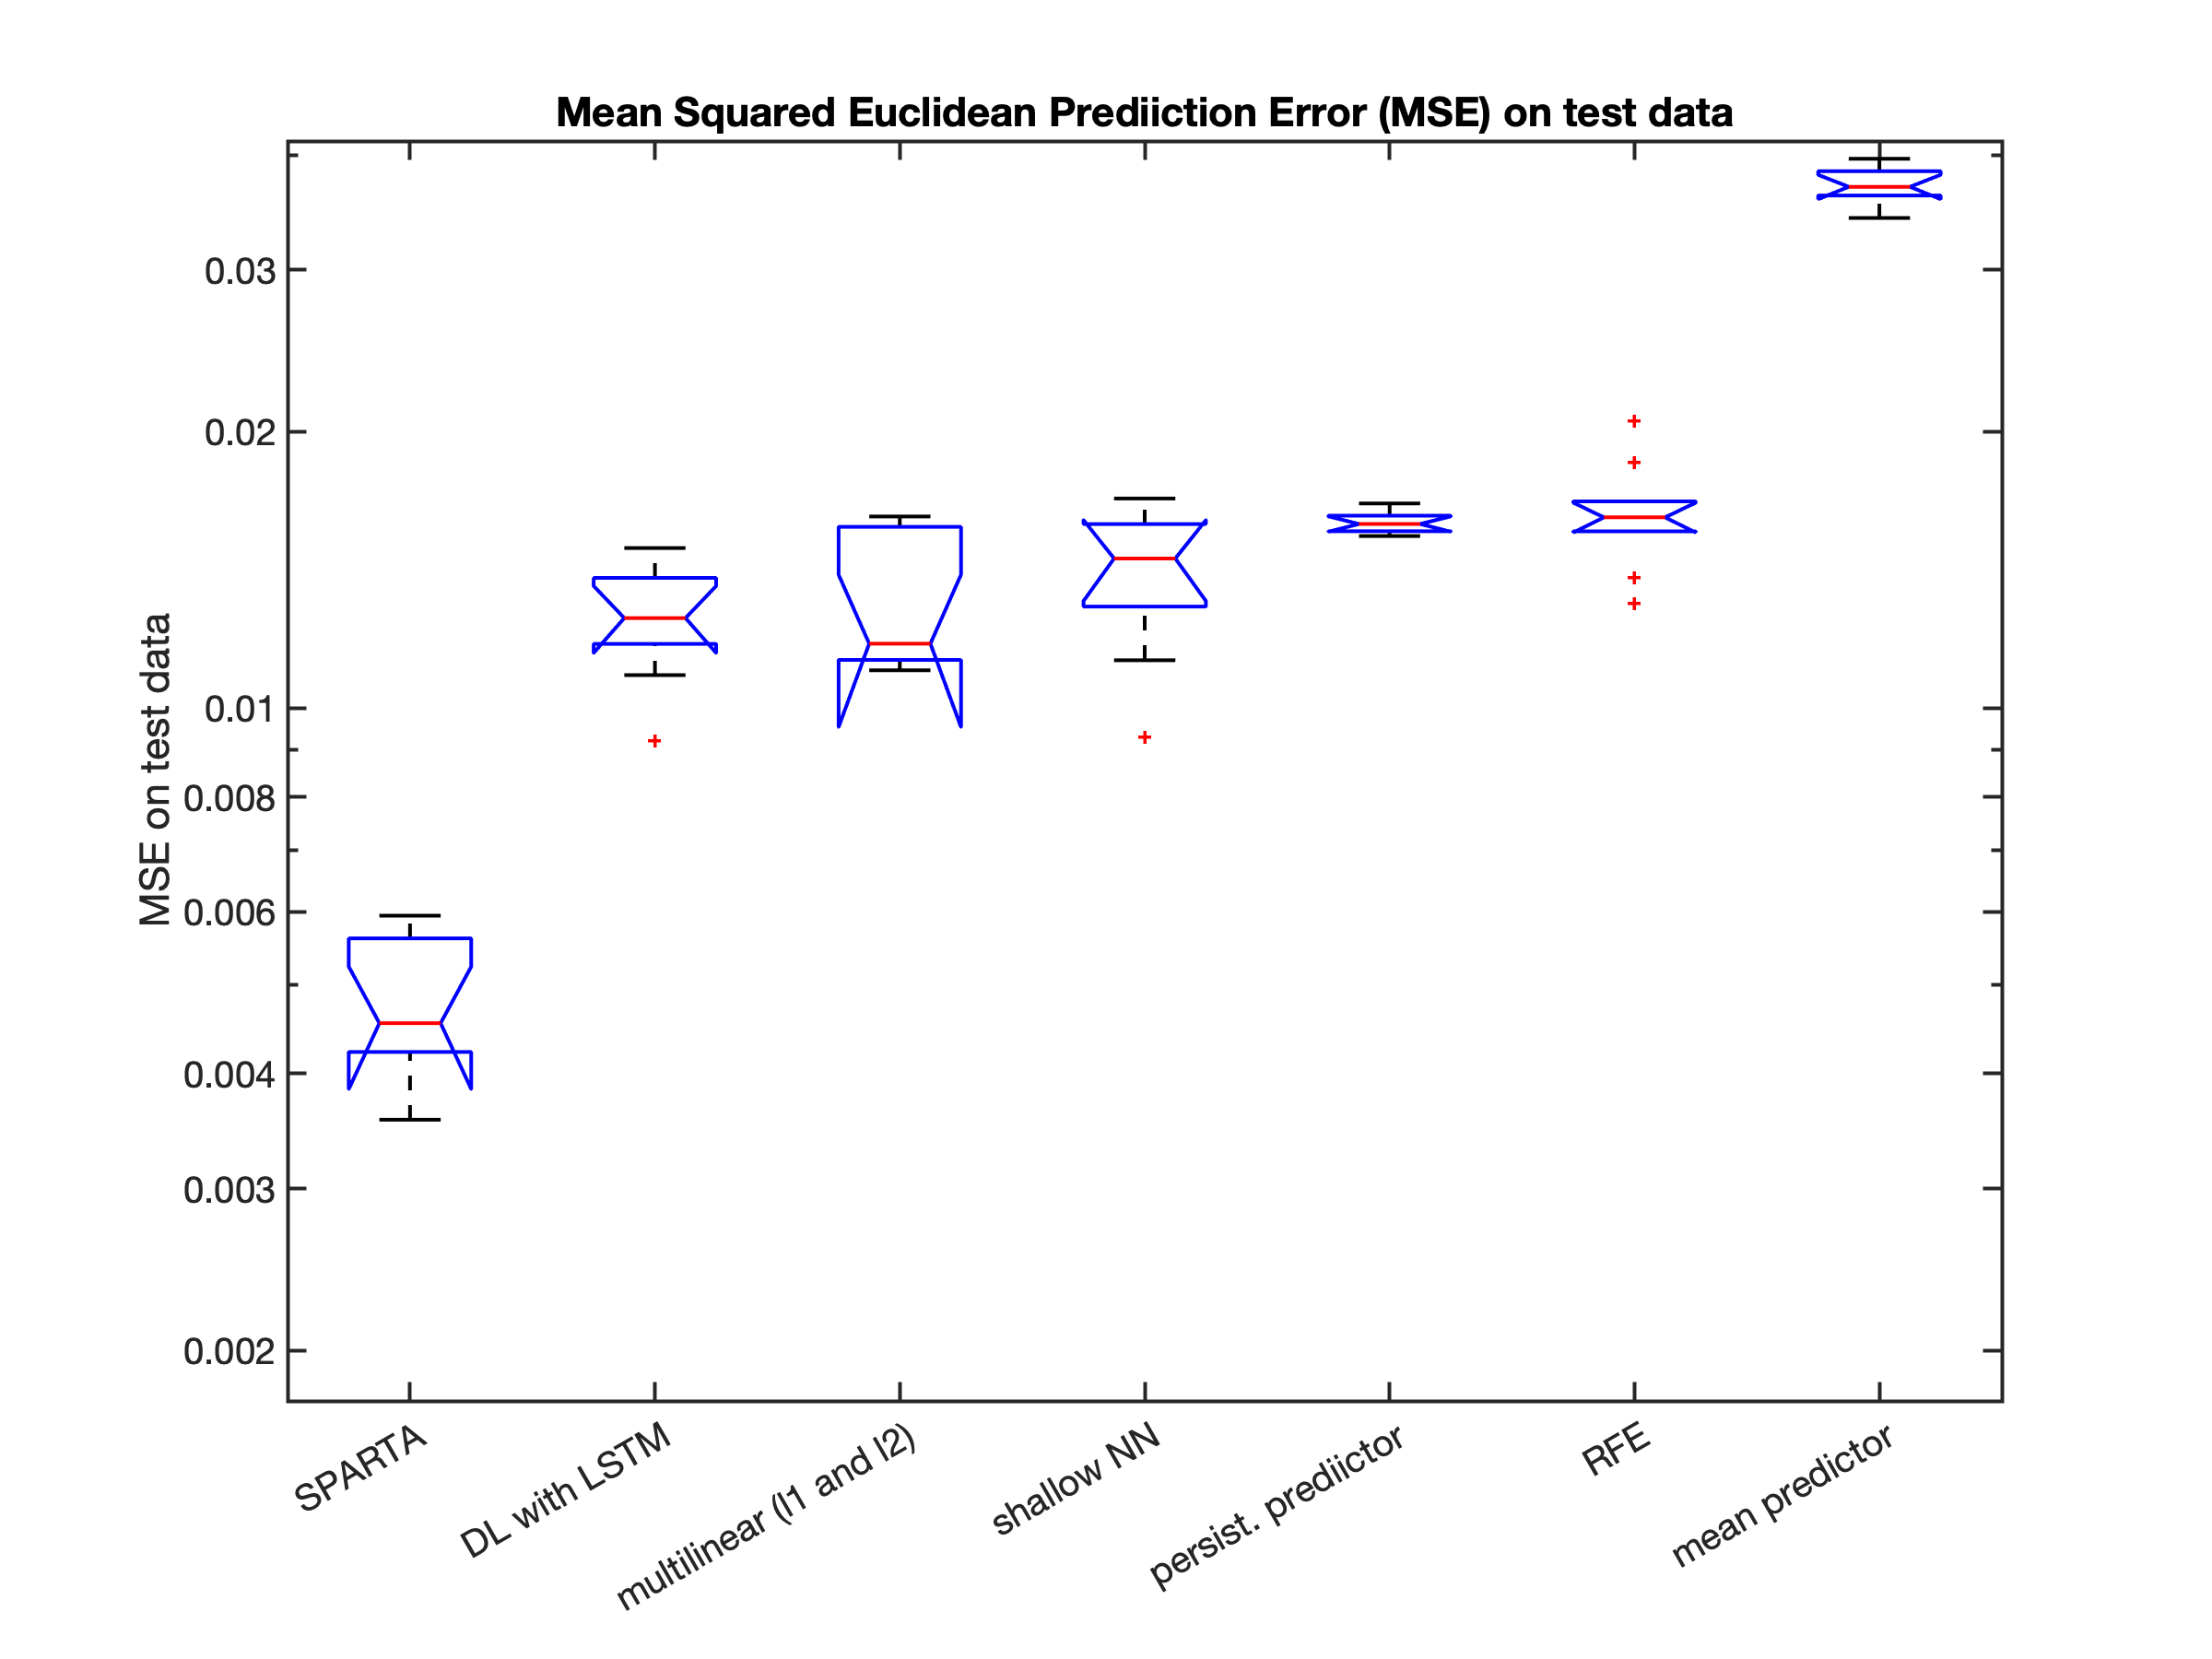 Mean Squared Euclidean Prediiction Error (MSE) on test data
MSE on test data
0.03
0.02
0.01
0.008
0.006
0.004
0.003
0.002
SPARTA
DL with LSTM
multilinear (l1 and l2)
shallow NN
persist. prediictor
RFE
mean predictor